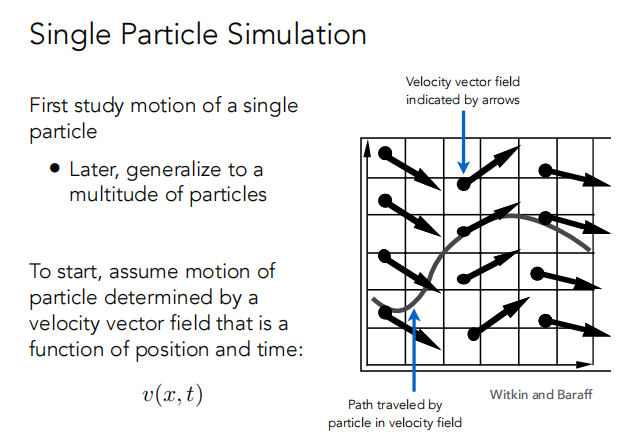 Single Particle Simulation
First study motion of a single
particle
• Later, generalize to a
multitude of particles
To start, assume motion of
particle determined by a
velocity vector field that is a
function of position and time:
v(x, t)
Velocity vector field
indicated by arrows
Path traveled by
particle in velocity field
Witkin and Baraff